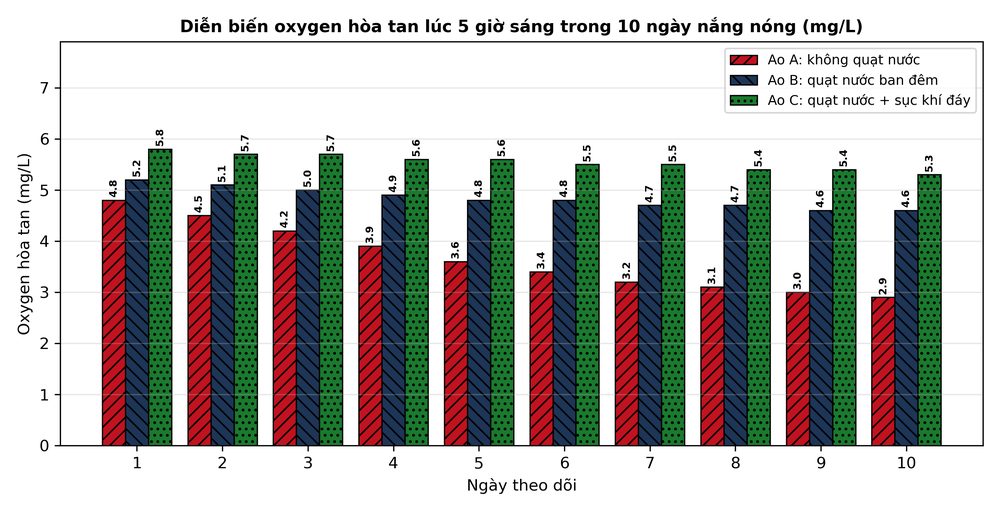 Diễn biến oxygen hòa tan lúc 5 giờ sáng trong 10 ngày nắng nóng (mg/L)
Ao A: không quạt nước
Ao B: quạt nước ban đêm
Ao C: quạt nước + sục khí đáy
Oxygen hòa tan (mg/L)
7
6
5
4
3
2
1
0
4.8 5.2 5.8
4.5 5.1 5.7
4.2 5.0 5.7
3.9 4.9 5.6
3.6 4.8 5.6
3.4 4.8 5.5
3.2 4.7 5.5
3.1 4.7 5.4
3.0 4.6 5.4
2.9 4.6 5.3
1 2 3 4 5 6 7 8 9 10
Ngày theo dõi